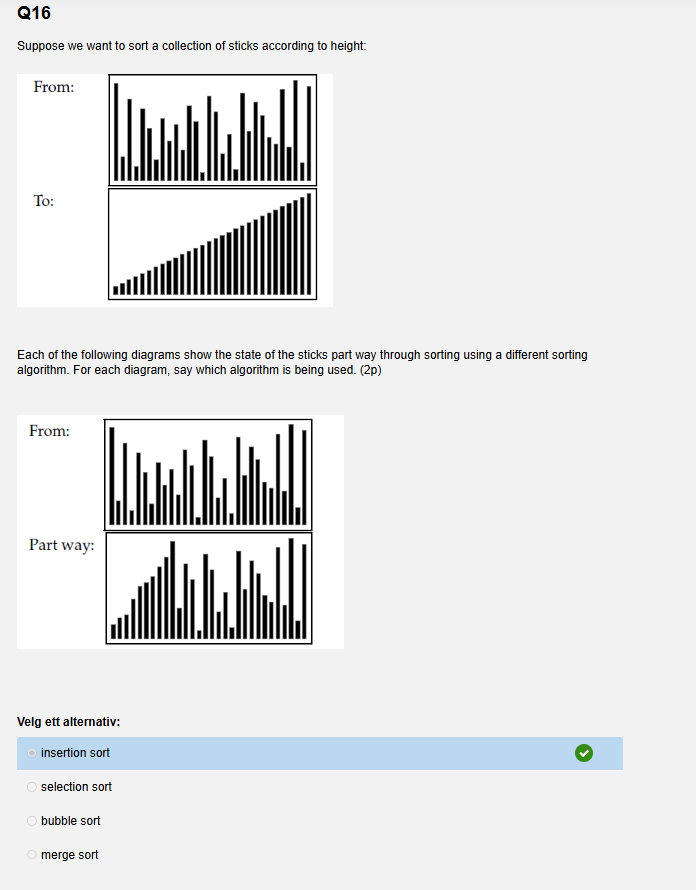 Q16
Suppose we want to sort a collection of sticks according to height:
From:
To:
Each of the following diagrams show the state of the sticks part way through sorting using a different sorting
algorithm. For each diagram, say which algorithm is being used. (2p)
From:
Part way:
Velg ett alternativ:
insertion sort
selection sort
bubble sort
merge sort